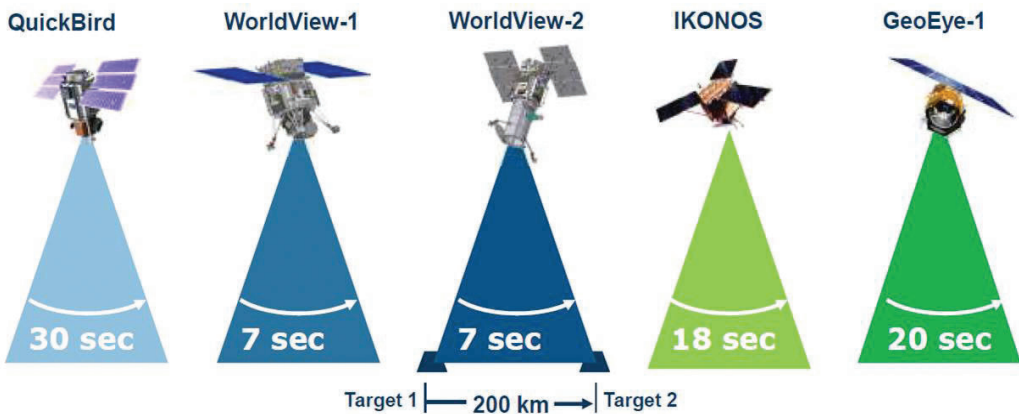 QuickBird
WorldView-1
WorldView-2
IKONOS
GeoEye-1
30 sec
7 sec
7 sec
18 sec
20 sec
Target 1
200 km
Target 2